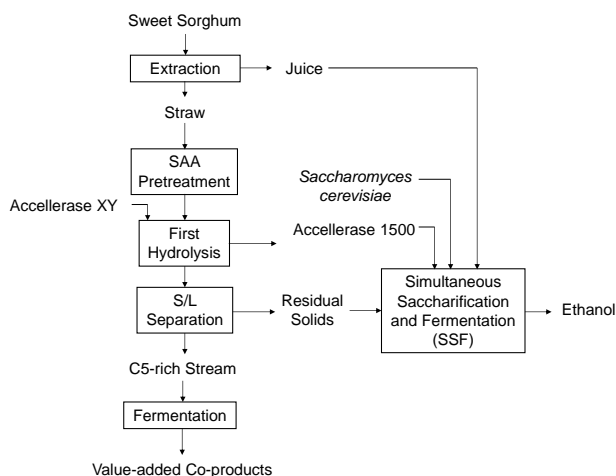 Sweet Sorghum
Extraction
Juice
Straw
SAA
Pretreatment
Saccharomyces
cerevisiae
Accellerase XY
First
Hydrolysis
Accellerase 1500
S/L
Separation
Residual
Solids
Simultaneous
Saccharification
and Fermentation
(SSF)
Ethanol
C5-rich Stream
Fermentation
Value-added Co-products